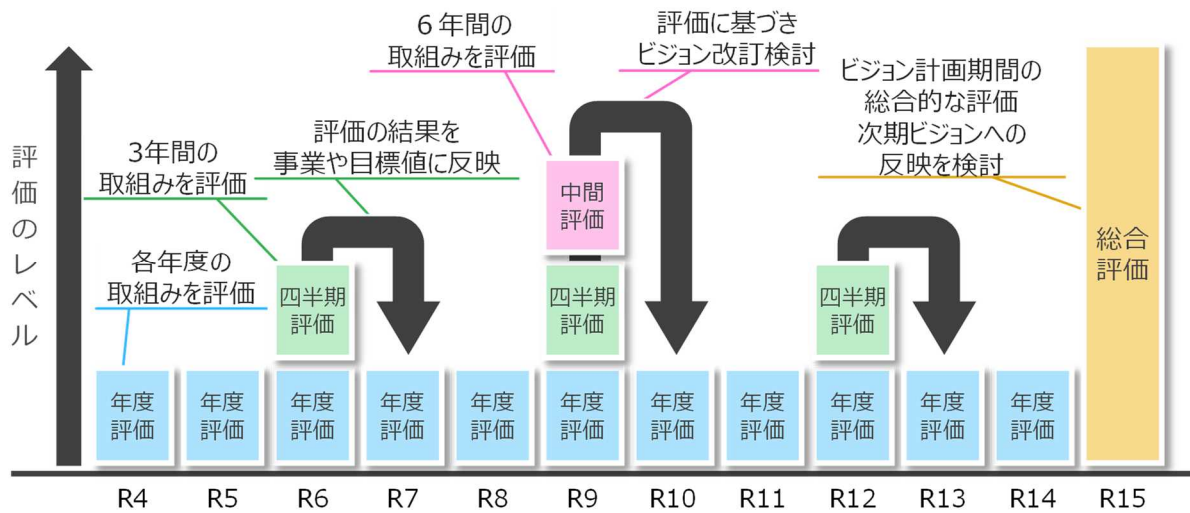 評価のレベル
各年度の
取組みを評価
3年間の
取組みを評価
評価の結果を
事業や目標値に反映
６年間の
取組みを評価
評価に基づき
ビジョン改訂検討
ビジョン計画期間の
総合的な評価
次期ビジョンへの
反映を検討
中間
評価
四半期
評価
四半期
評価
四半期
評価
総合
評価
年度
評価
年度
評価
年度
評価
年度
評価
年度
評価
年度
評価
年度
評価
年度
評価
年度
評価
年度
評価
年度
評価
R4 R5 R6 R7 R8 R9 R10 R11 R12 R13 R14 R15